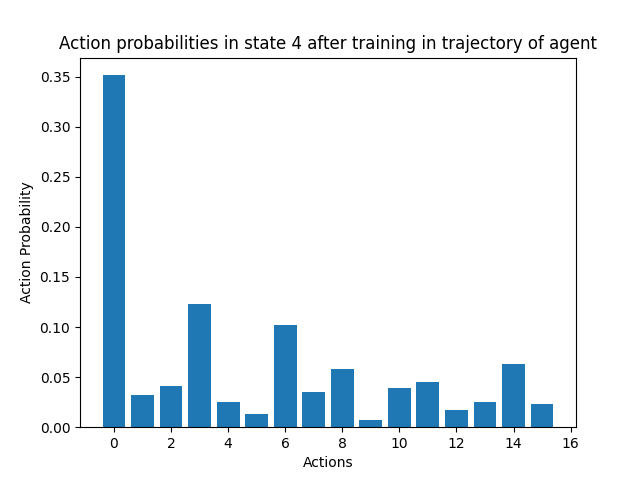 Action probabilities in state 4 after training in trajectory of agent
Action Probability
0.35
0.30
0.25
0.20
0.15
0.10
0.05
0.00
0 2 4 6 8 10 12 14 16
Actions